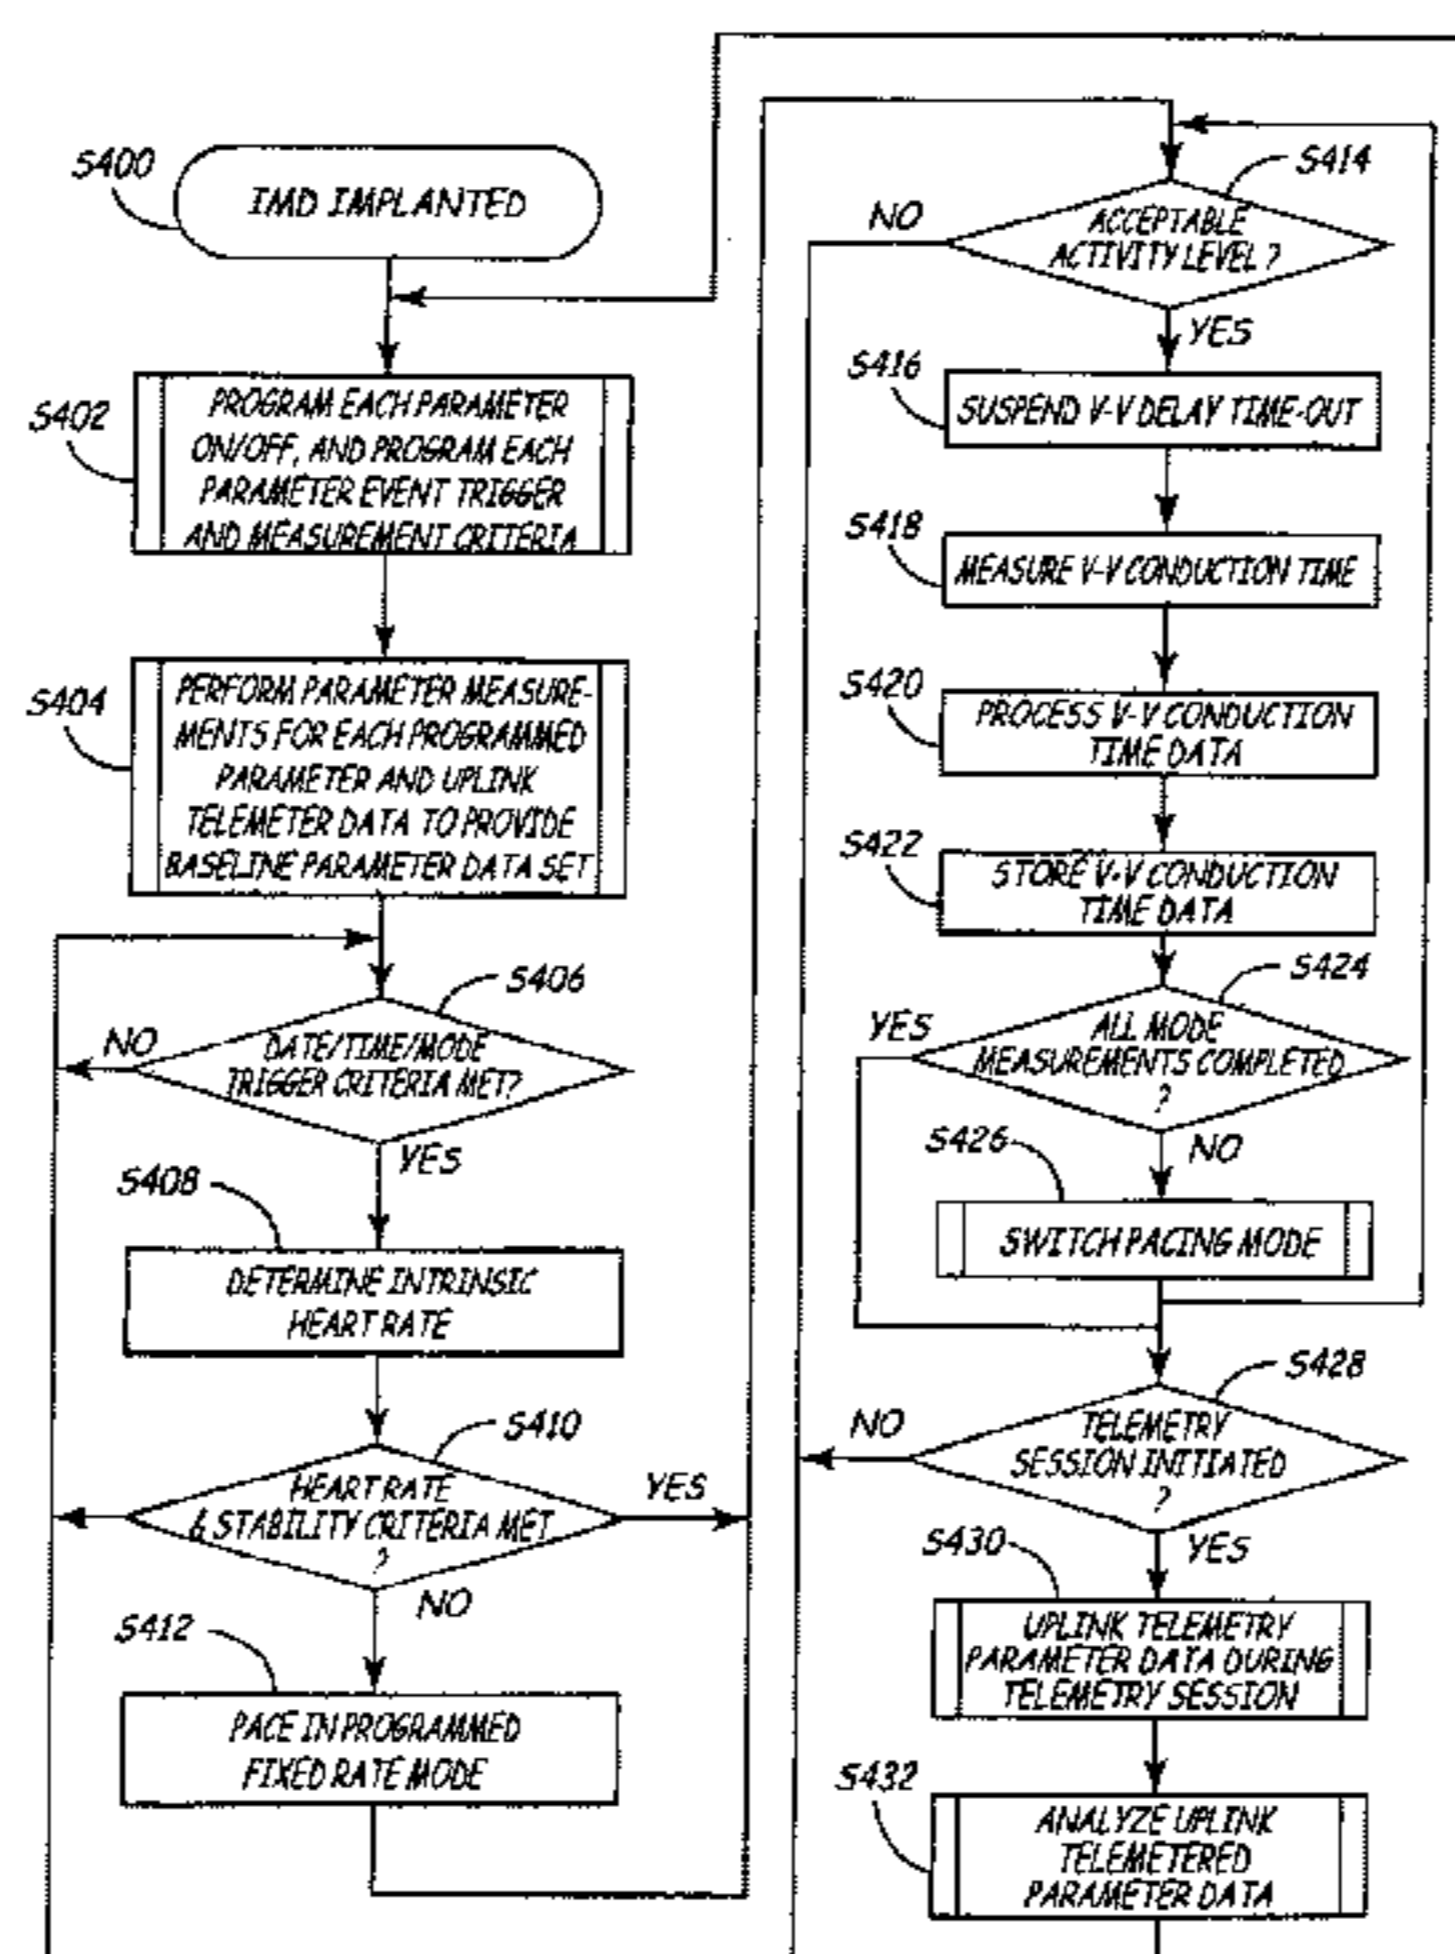 S400
IMD IMPLANTED
S402
PROGRAM EACH PARAMETER
ON/OFF, AND PROGRAM EACH
PARAMETER EVENT TRIGGER
AND MEASUREMENT CRITERIA
S404
PERFORM PARAMETER MEASURE-
MENTS FOR EACH PROGRAMMED
PARAMETER AND UPLINK
TELEMETER DATA TO PROVIDE
BASELINE PARAMETER DATA SET
S406
NO
DATE/TIME/MODE
TRIGGER CRITERIA MET?
YES
S408
DETERMINE INTRINSIC
HEART RATE
S410
HEART RATE
& STABILITY CRITERIA MET
?
YES
NO
S412
PACE IN PROGRAMMED
FIXED RATE MODE
S414
NO
ACCEPTABLE
ACTIVITY LEVEL?
YES
S416
SUSPEND V-V DELAY TIME-OUT
S418
MEASURE V-V CONDUCTION TIME
S420
PROCESS V-V CONDUCTION
TIME DATA
S422
STORE V-V CONDUCTION
TIME DATA
S424
YES
ALL MODE
MEASUREMENTS COMPLETED
?
NO
S426
SWITCH PACING MODE
S428
NO
TELEMETRY
SESSION INITIATED
?
YES
S430
UPLINK TELEMETRY
PARAMETER DATA DURING
TELEMETRY SESSION
S432
ANALYZE UPLINK
TELEMETERED
PARAMETER DATA